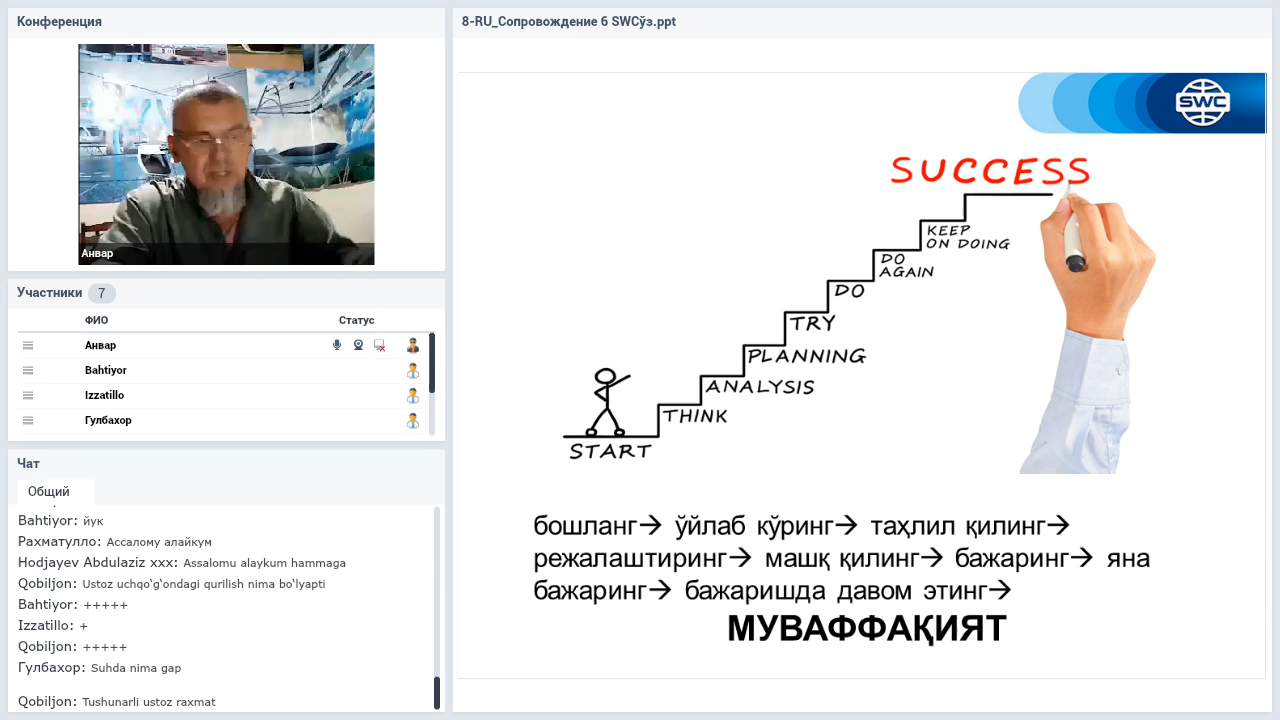 Конференция
Анвар
Участники 7
ФИО Статус
Анвар
Bahtiyor
Izzatillo
Гулбахор
Чат
Общий
Bahtiyor: йук
Рахматулло: Ассалому алайкум
Hodjayev Abdulaziz xxx: Assalomu alaykum hammaga
Qobiljon: Ustoz uchqo‘g‘ondagi qurilish nima bo‘lyapti
Bahtiyor: +++++
Izzatillo: +
Qobiljon: +++++
Гулбахор: Suhda nima gap
Qobiljon: Tushunarli ustoz raxmat
8-RU_Сопровождение 6 SWCўз.ppt
SWC
SUCCESS
KEEP
ON DOING
DO
AGAIN
DO
TRY
PLANNING
ANALYSIS
THINK
START
бошланг→ ўйлаб кўринг→ таҳлил қилинг→
режалаштиринг→ машқ қилинг→ бажаринг→ яна
бажаринг→ бажаришда давом этинг→
МУВАФФАҚИЯТ